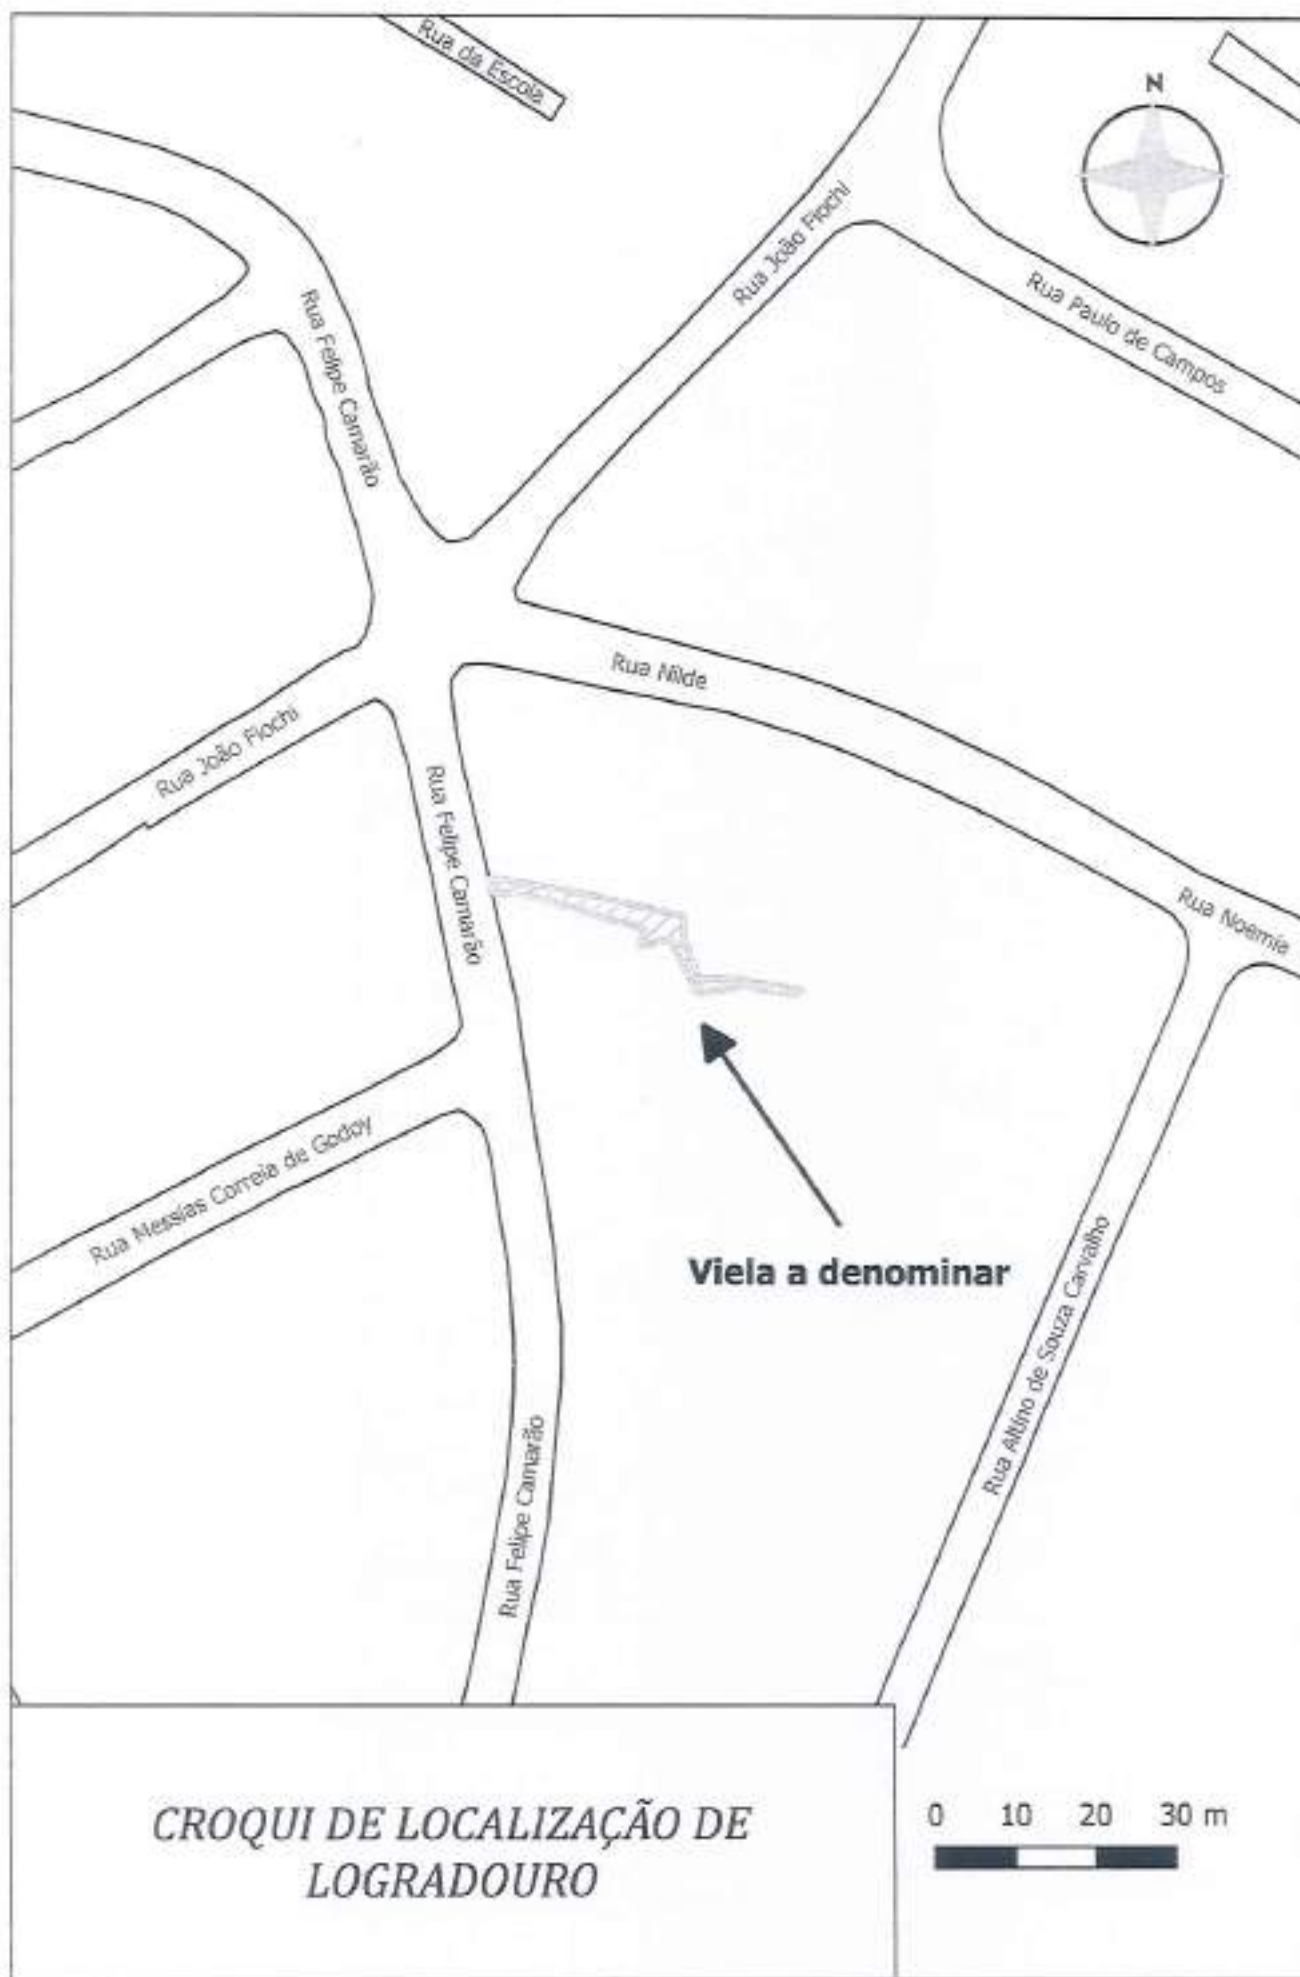 Rua da Escola
N
Rua João Fiochi
Rua Paulo de Campos
Rua Felipe Camarão
Rua Nilde
Rua João Fiochi
Rua Felipe Camarão
Rua Noemia
Rua Messias Correia de Godoy
Viela a denominar
Rua Altino de Souza Carvalho
Rua Felipe Camarão
CROQUI DE LOCALIZAÇÃO DE
LOGRADOURO
0 10 20 30 m